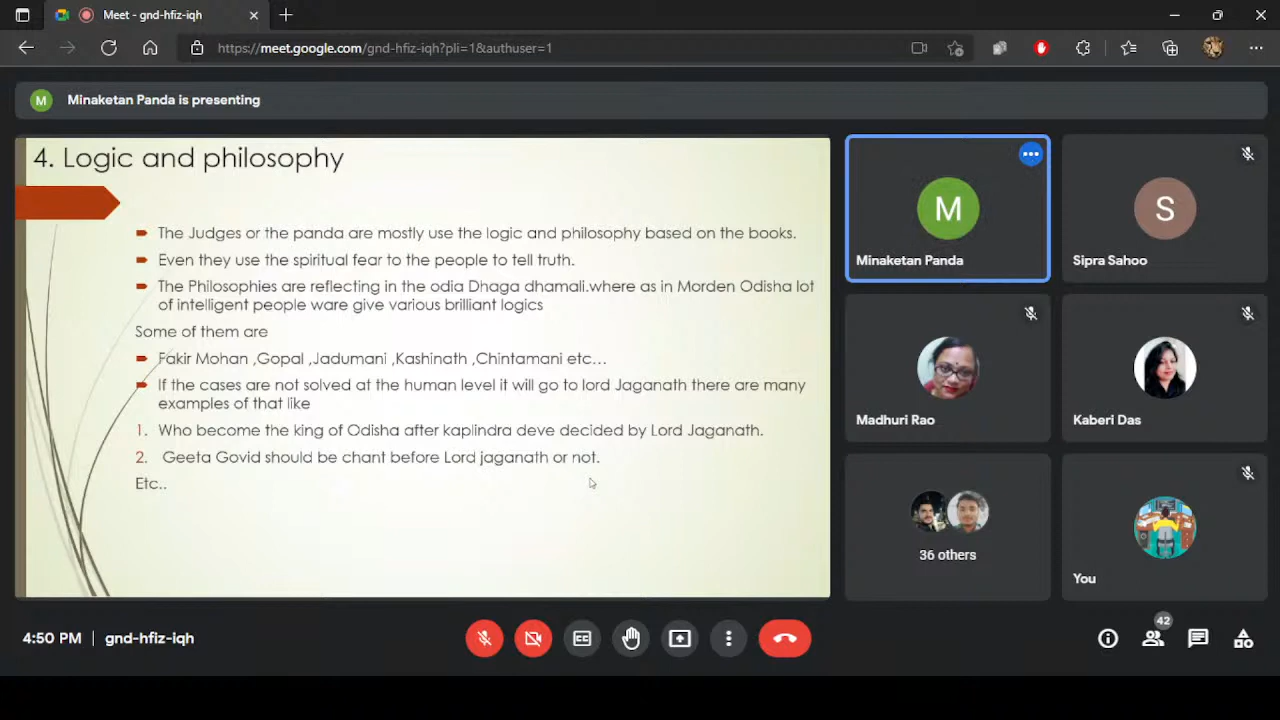 Meet - gnd-hfiz-iqh
https://meet.google.com/gnd-hfiz-iqh?pli=1&authuser=1
M
Minaketan Panda is presenting
4. Logic and philosophy
The Judges or the panda are mostly use the logic and philosophy based on the books.
Even they use the spiritual fear to the people to tell truth.
The Philosophies are reflecting in the odia Dhaga dhamali.where as in Morden Odisha lot
of intelligent people ware give various brilliant logics
Some of them are
Fakir Mohan ,Gopal ,Jadumani ,Kashinath ,Chintamani etc...
If the cases are not solved at the human level it will go to lord Jaganath there are many
examples of that like
1. Who become the king of Odisha after kaplindra deve decided by Lord Jaganath.
2. Geeta Govid should be chant before Lord jaganath or not.
Etc..
M
Minaketan Panda
S
Sipra Sahoo
Madhuri Rao
Kaberi Das
36 others
You
4:50 PM | gnd-hfiz-iqh
CC
42